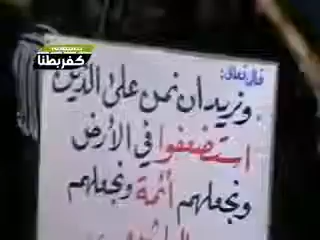 كفربطنا
قال تعالى:
ونريد ان نمن على الذين
استضعفوا في الأرض
ونجعلهم أئمة ونجعلهم